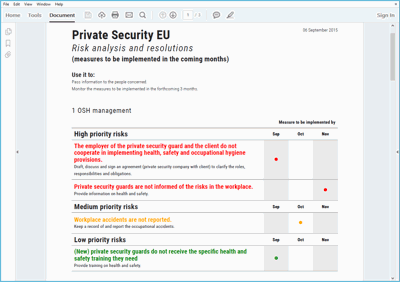 File Edit View Window Help
Home Tools Document 1 / 1 Sign In
Private Security EU
30 September 2015
Risk analysis and resolutions
(measures to be implemented in the coming months)
Use it to:
Pass information to the people concerned.
Monitor the measures to be implemented in the forthcoming 3 months.
1 OSH management
Measure to be implemented by
High priority risks Sep Oct Nov
The employer of the private security guard and the client do not
cooperate in implementing health, safety and occupational hygiene
provisions.
Draft, discuss and sign an agreement (private security company with client) to clarify the roles,
responsibilities and obligations.
Private security guards are not informed of the risks in the workplace.
Provide information on health and safety.
Medium priority risks Sep Oct Nov
Workplace accidents are not reported.
Keep a record of and report the occupational accidents.
Low priority risks Sep Oct Nov
(New) private security guards do not receive the specific health and
safety training they need.
Provide training on health and safety.